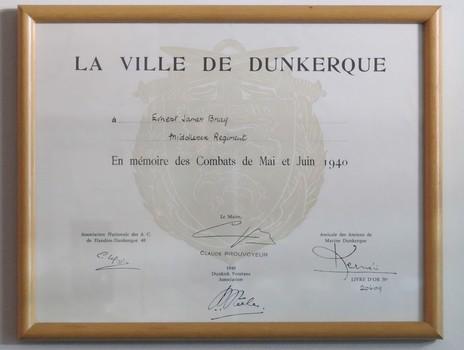 LA VILLE DE DUNKERQUE
à Ernest James Bray
Middlesex Regiment
En mémoire des Combats de Mai et Juin 1940
Le Maire,
CLAUDE PROUVOYEUR
Association Nationale des A. C.
de Flandres-Dunkerque 40
Amicale des Anciens de
Marine Dunkerque
1940
Dunkirk Veterans
Association
LIVRE D'OR Nº
20409